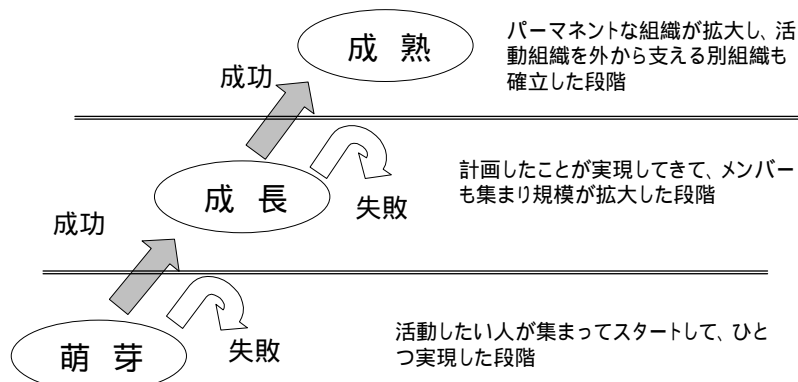 成 熟
パーマネントな組織が拡大し、活
動組織を外から支える別組織も
確立した段階
成功
計画したことが実現してきて、メンバー
も集まり規模が拡大した段階
成 長
失敗
成功
活動したい人が集まってスタートして、ひと
つ実現した段階
萌 芽
失敗